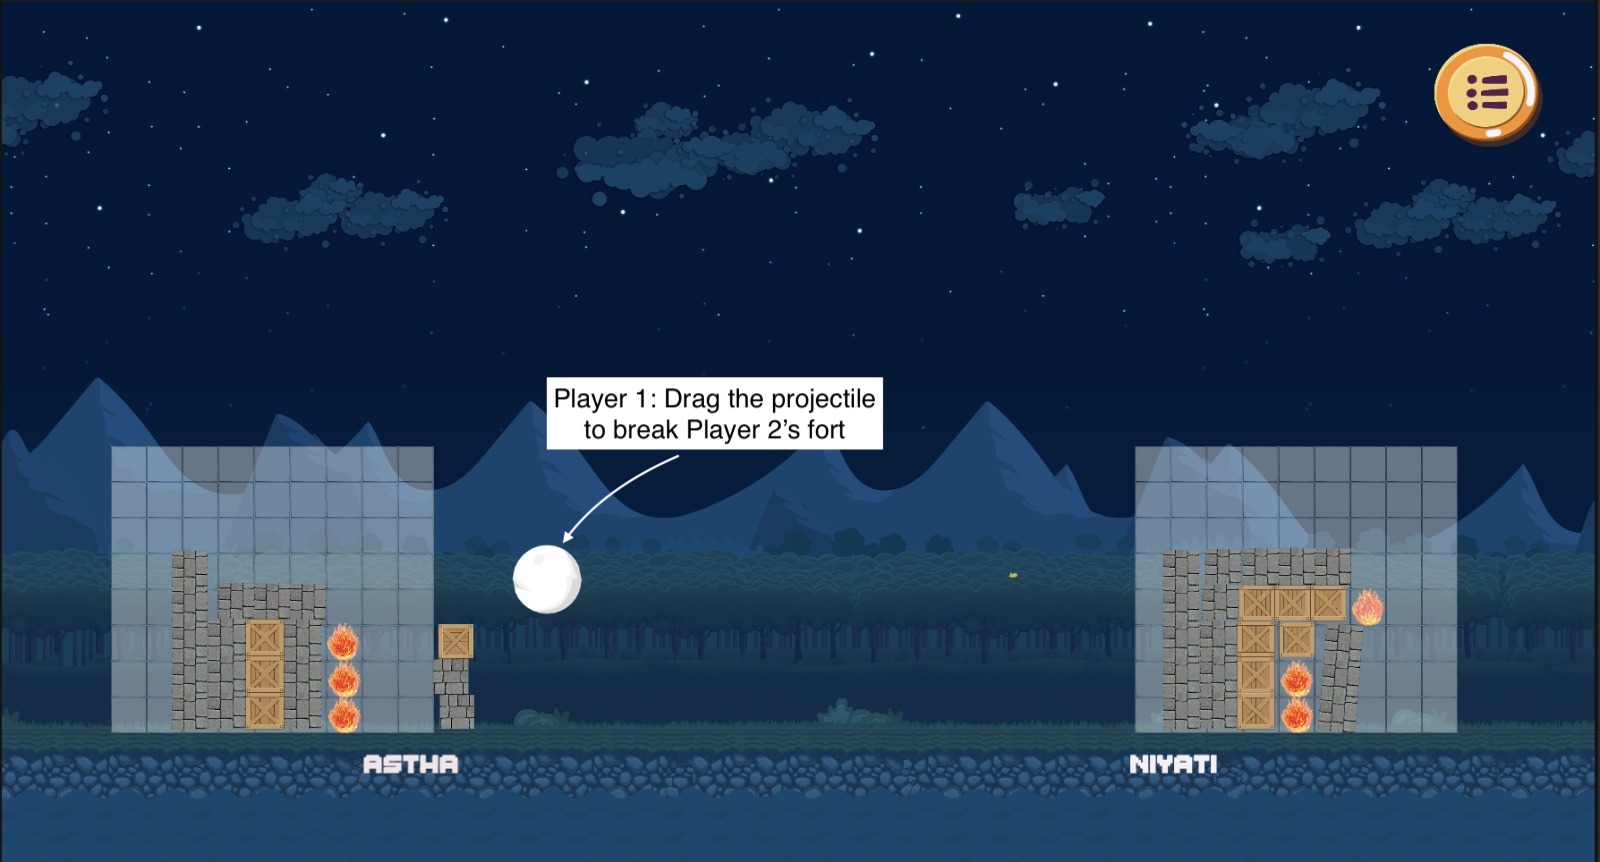 Player 1: Drag the projectile
to break Player 2’s fort
ASTHA
NIYATI